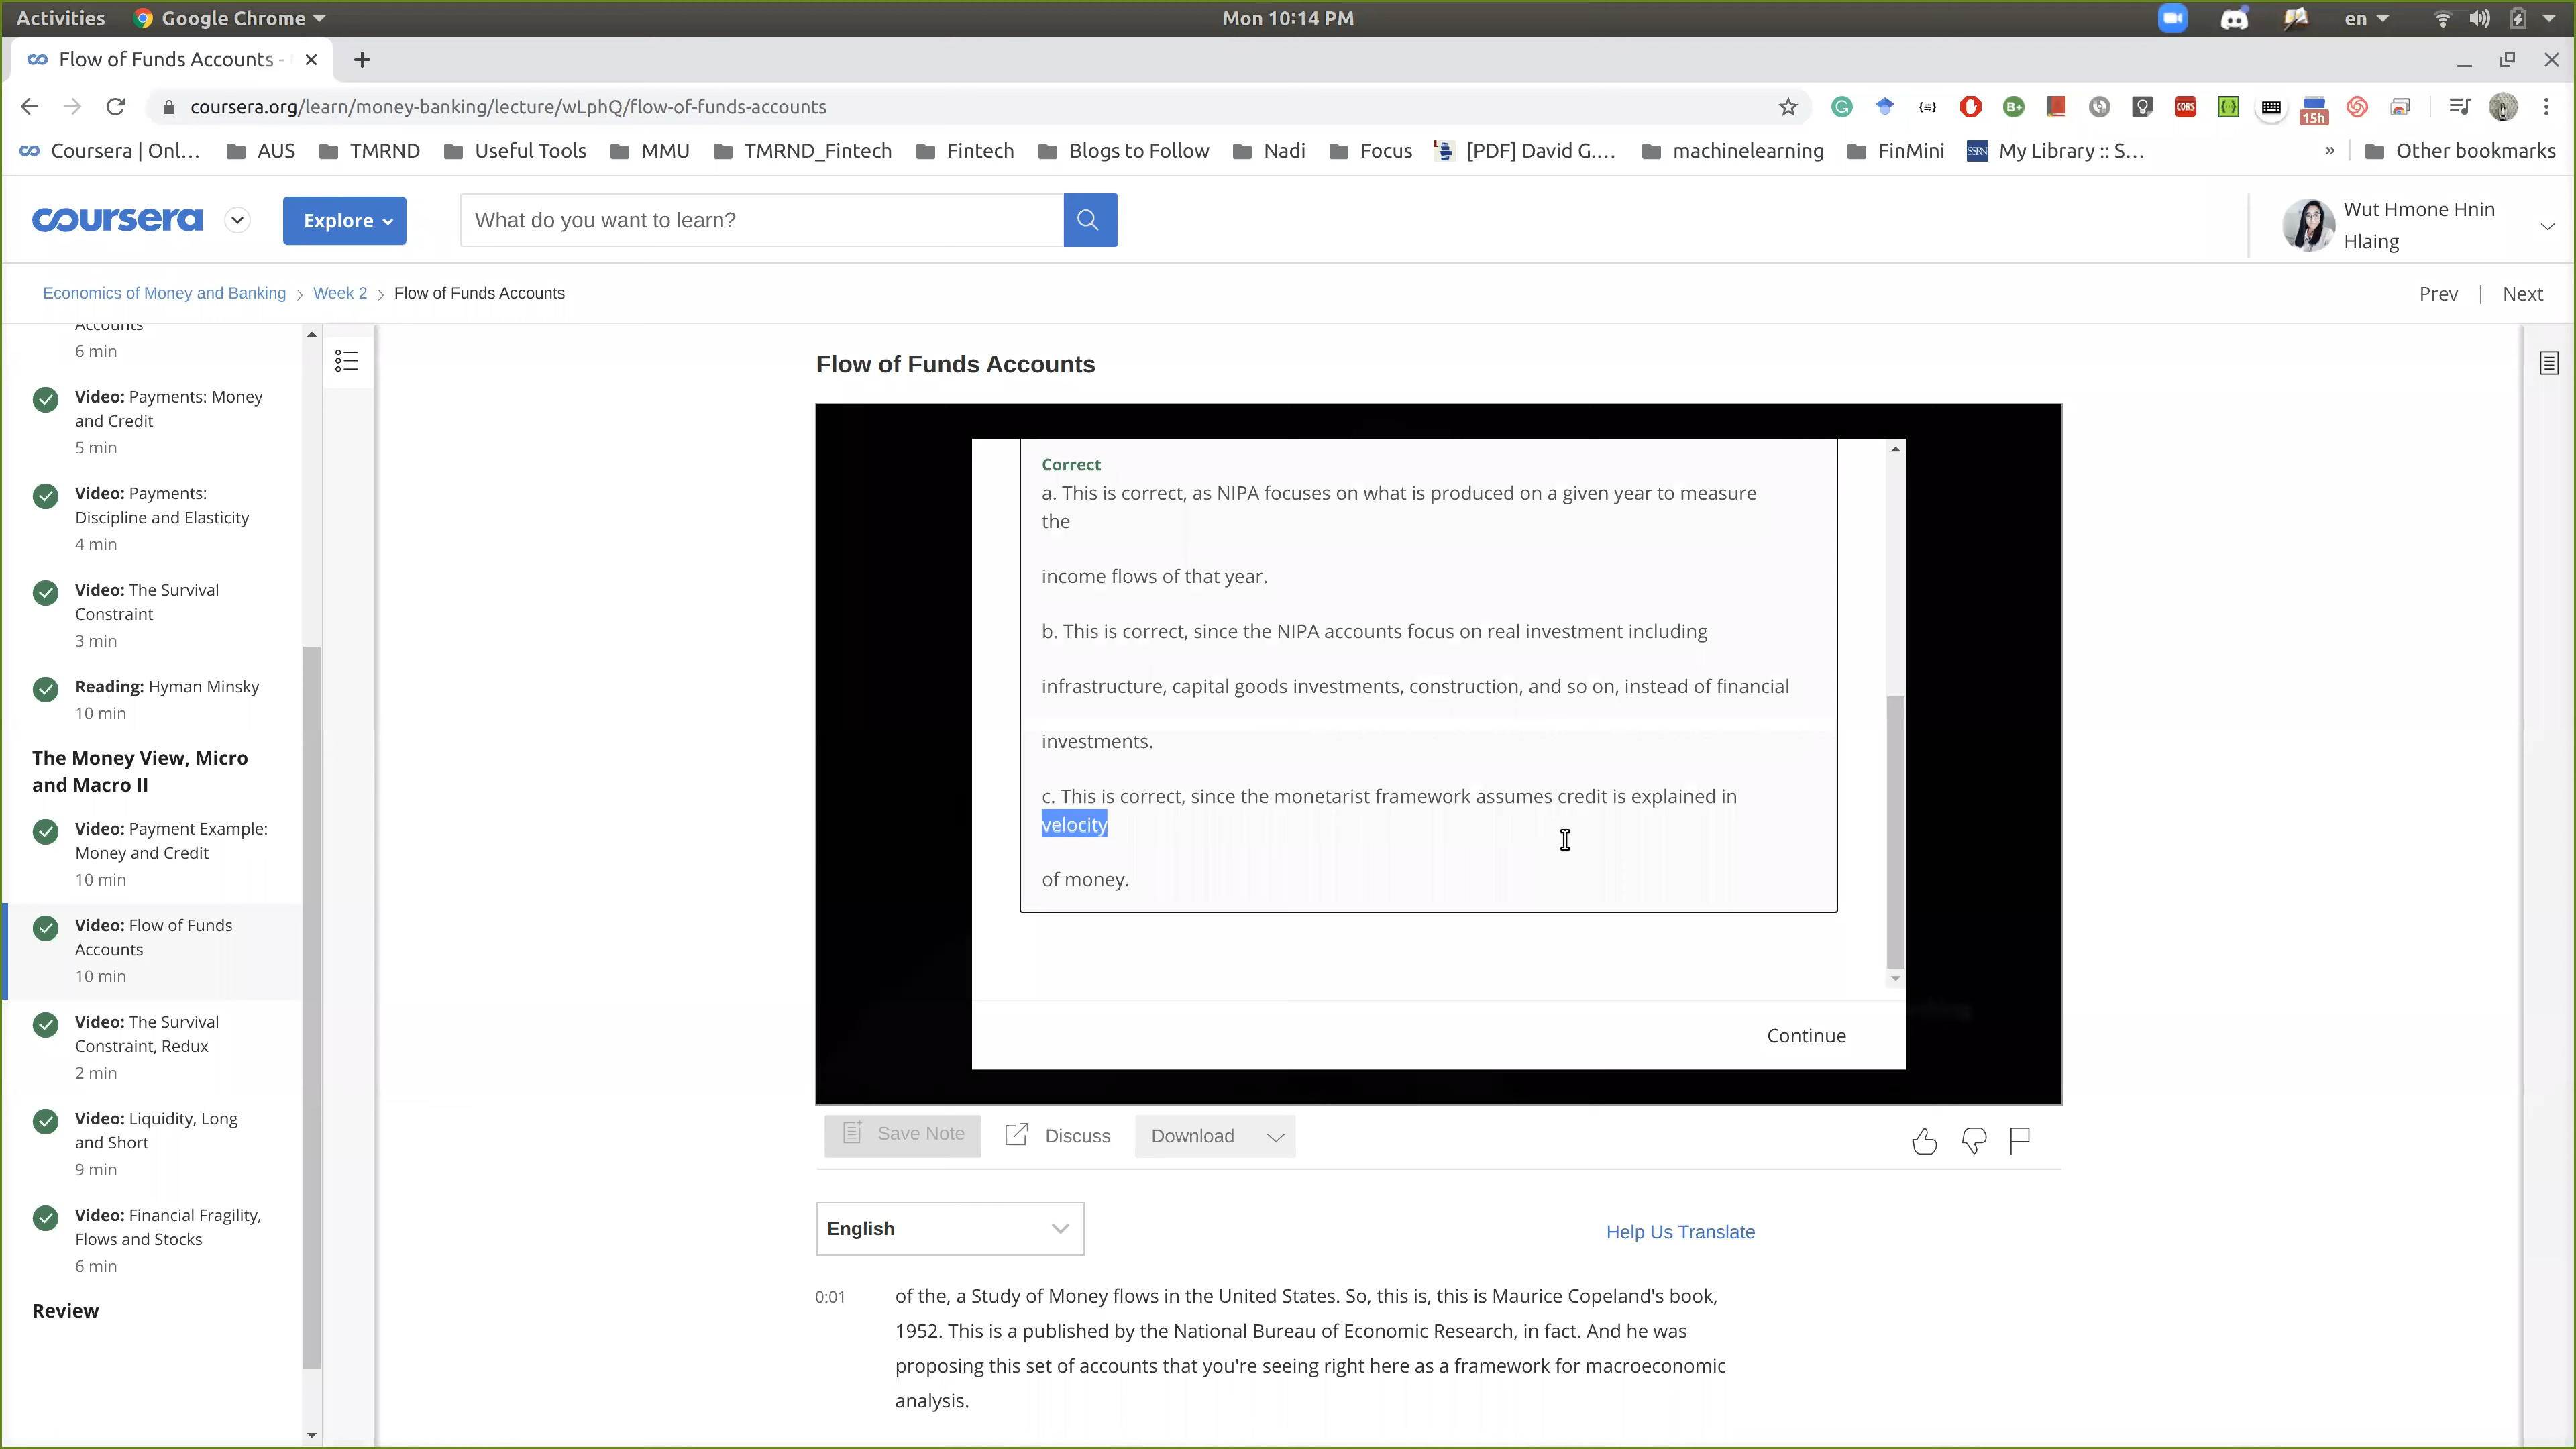 Activities Google Chrome Mon 10:14 PM en
Flow of Funds Accounts -
coursera.org/learn/money-banking/lecture/wLphQ/flow-of-funds-accounts
CORS
15h
Coursera | Onl... AUS TMRND Useful Tools MMU TMRND_Fintech Fintech Blogs to Follow Nadi Focus [PDF] David G.... machinelearning FinMini SSRN My Library :: S... » Other bookmarks
coursera Explore What do you want to learn? Wut Hmone Hnin
Hlaing
Economics of Money and Banking > Week 2 > Flow of Funds Accounts Prev | Next
Accounts
6 min
Video: Payments: Money
and Credit
5 min
Video: Payments:
Discipline and Elasticity
4 min
Video: The Survival
Constraint
3 min
Reading: Hyman Minsky
10 min
The Money View, Micro
and Macro II
Video: Payment Example:
Money and Credit
10 min
Video: Flow of Funds
Accounts
10 min
Video: The Survival
Constraint, Redux
2 min
Video: Liquidity, Long
and Short
9 min
Video: Financial Fragility,
Flows and Stocks
6 min
Review
Flow of Funds Accounts
Correct
a. This is correct, as NIPA focuses on what is produced on a given year to measure
the
income flows of that year.
b. This is correct, since the NIPA accounts focus on real investment including
infrastructure, capital goods investments, construction, and so on, instead of financial
investments.
c. This is correct, since the monetarist framework assumes credit is explained in
velocity
of money.
Continue
Save Note Discuss Download
English Help Us Translate
0:01 of the, a Study of Money flows in the United States. So, this is, this is Maurice Copeland's book,
1952. This is a published by the National Bureau of Economic Research, in fact. And he was
proposing this set of accounts that you're seeing right here as a framework for macroeconomic
analysis.